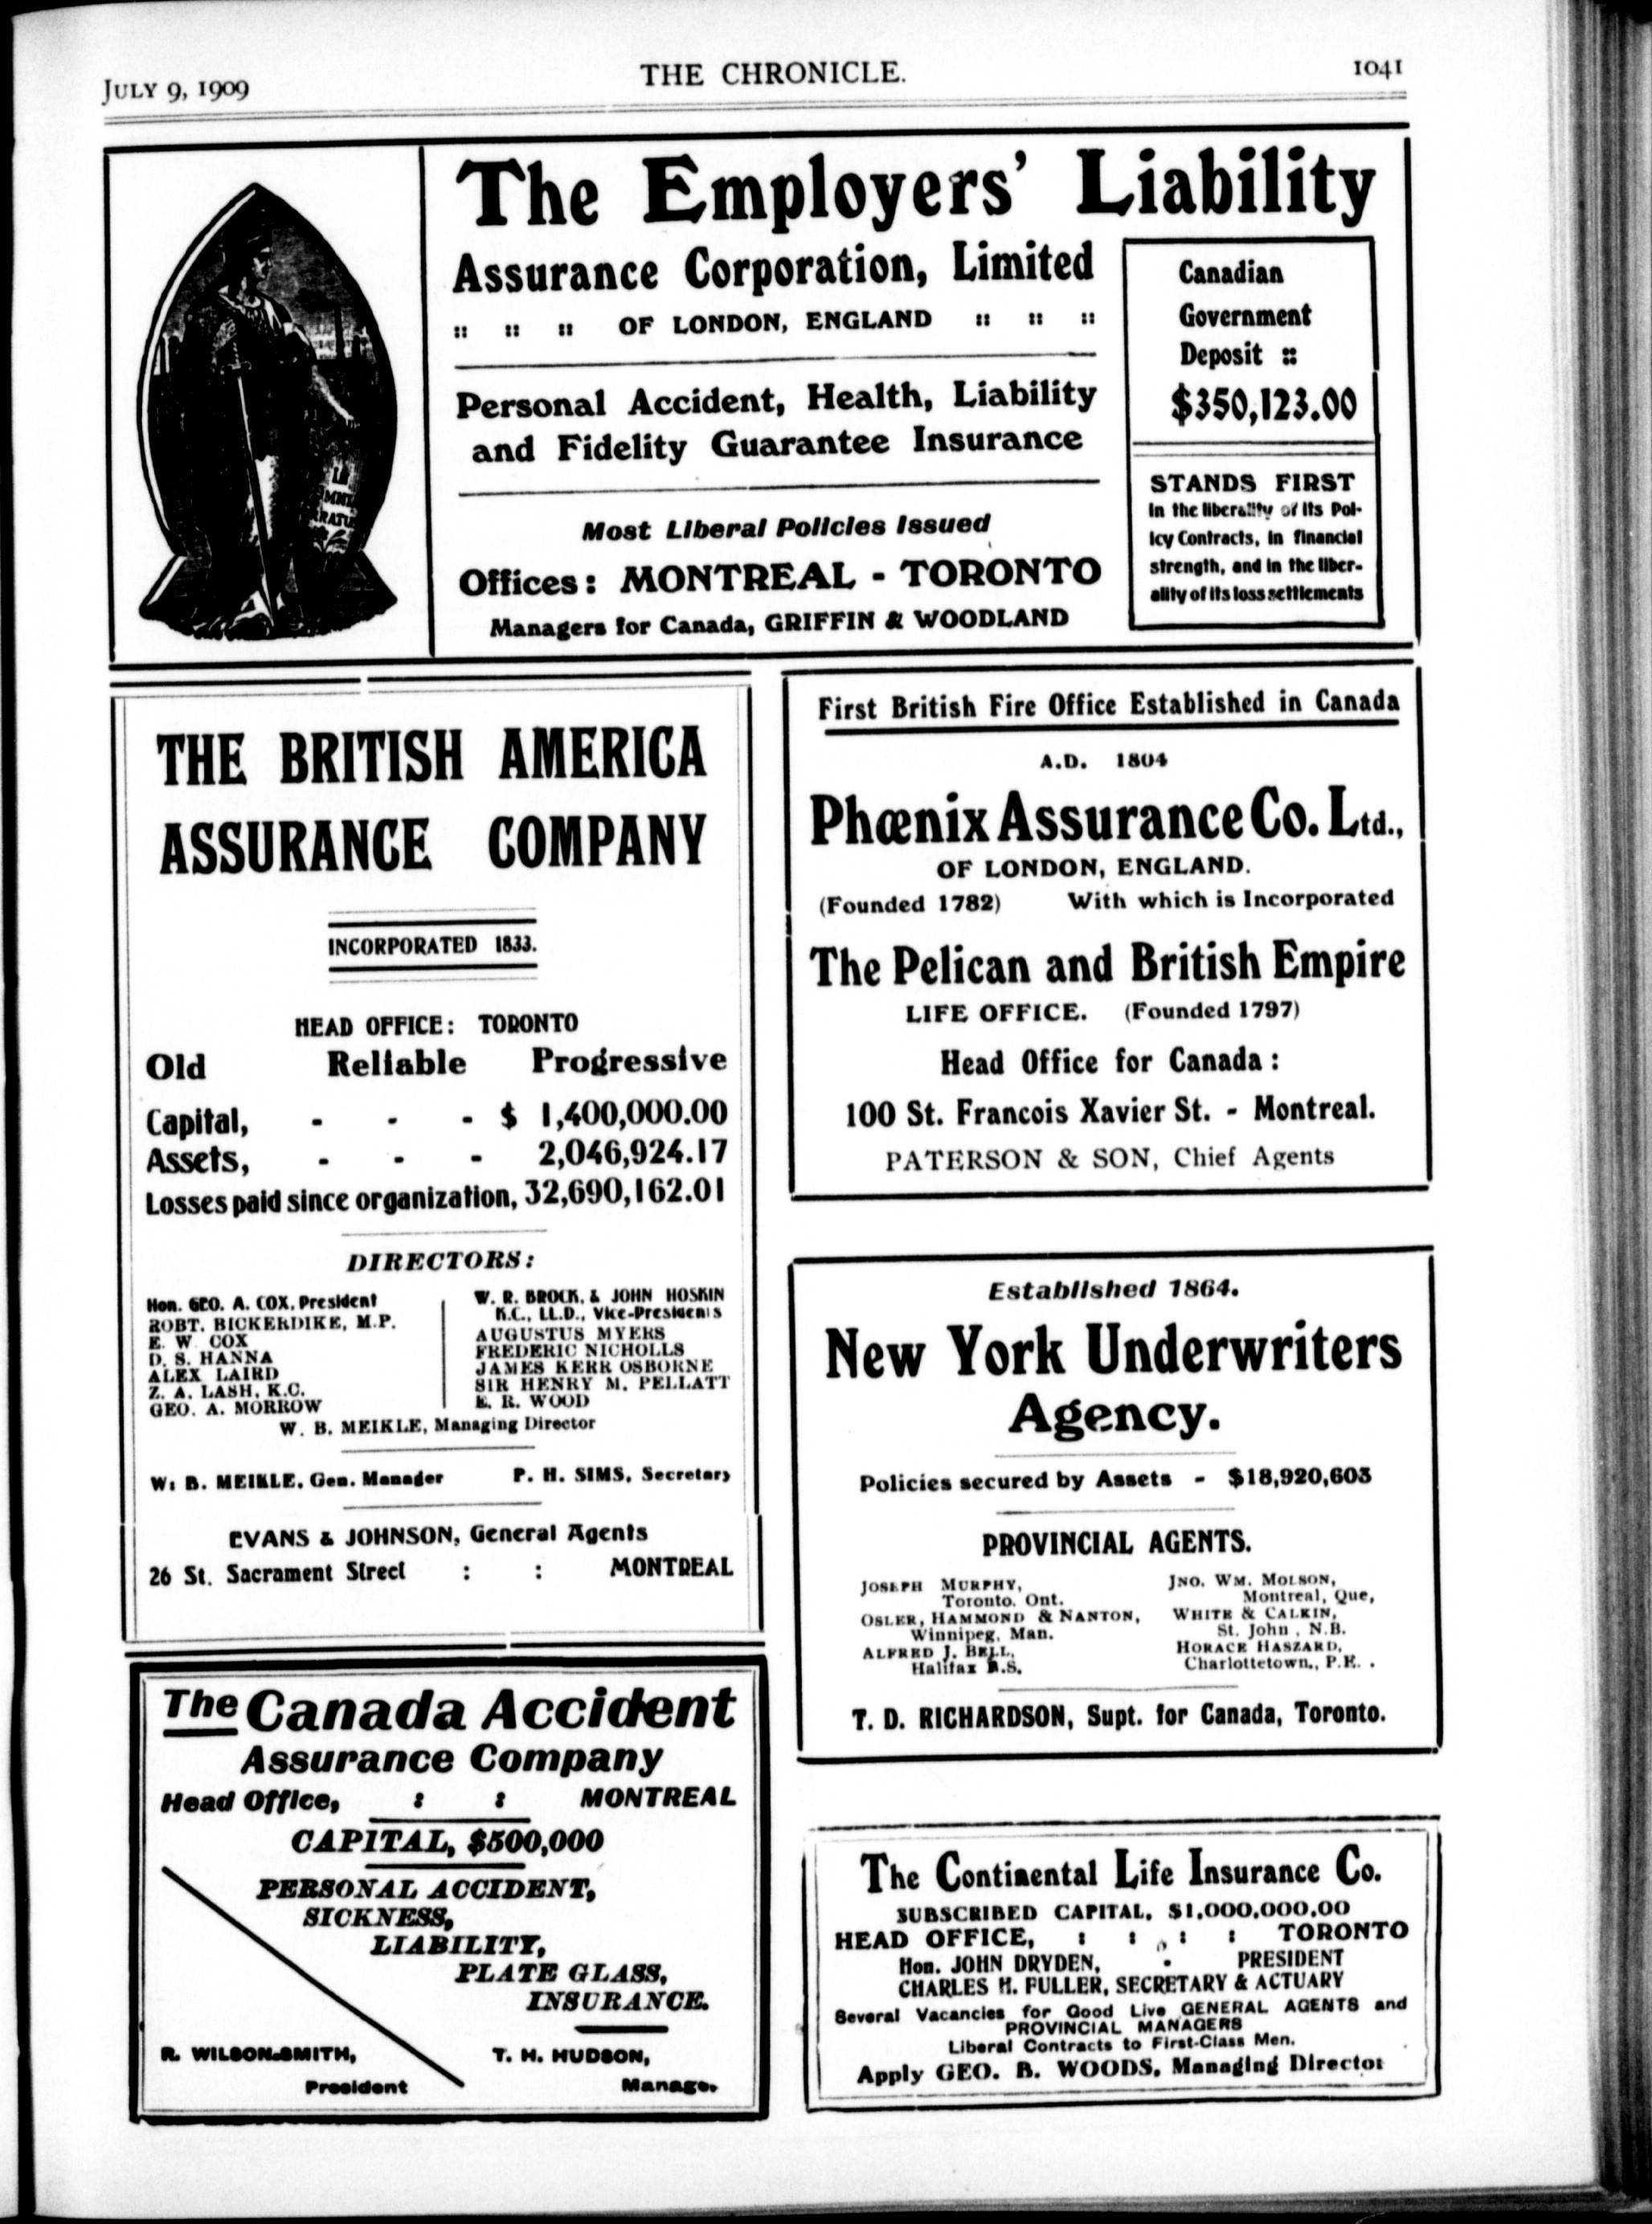 JULY 9, 1909
THE CHRONICLE.
1041
The Employers' Liability
Assurance Corporation, Limited
:: :: :: OF LONDON, ENGLAND :: :: ::
Personal Accident, Health, Liability
and Fidelity Guarantee Insurance
Most Liberal Policies Issued
Offices: MONTREAL - TORONTO
Managers for Canada, GRIFFIN & WOODLAND
Canadian
Government
Deposit ::
$350,123.00
STANDS FIRST
in the liberality of its Pol-
icy Contracts, in financial
strength, and in the liber-
ality of its loss settlements
THE BRITISH AMERICA
ASSURANCE COMPANY
INCORPORATED 1833.
HEAD OFFICE: TORONTO
Old Reliable Progressive
Capital, - - - $ 1,400,000.00
Assets, - - - 2,046,924.17
Losses paid since organization, 32,690,162.01
DIRECTORS:
Hon. GEO. A. COX, President
ROBT. BICKERDIKE, M.P.
E. W. COX
D. S. HANNA
ALEX LAIRD
Z. A. LASH, K.C.
GEO. A. MORROW
W. R. BROCK, & JOHN HOSKIN
K.C., LL.D., Vice-Presidents
AUGUSTUS MYERS
FREDERIC NICHOLLS
JAMES KERR OSBORNE
SIR HENRY M. PELLATT
E. R. WOOD
W. B. MEIKLE, Managing Director
W. B. MEIKLE, Gen. Manager P. H. SIMS, Secretary
EVANS & JOHNSON, General Agents
26 St. Sacrament Street : : MONTREAL
The Canada Accident
Assurance Company
Head Office, : : MONTREAL
CAPITAL, $500,000
PERSONAL ACCIDENT,
SICKNESS,
LIABILITY,
PLATE GLASS,
INSURANCE.
R. WILSON-SMITH, T. H. HUDSON,
President Manager
First British Fire Office Established in Canada
A.D. 1804
Phœnix Assurance Co. Ltd.,
OF LONDON, ENGLAND.
(Founded 1782) With which is Incorporated
The Pelican and British Empire
LIFE OFFICE. (Founded 1797)
Head Office for Canada:
100 St. Francois Xavier St. - Montreal.
PATERSON & SON, Chief Agents
Established 1864.
New York Underwriters
Agency.
Policies secured by Assets - $18,920,603
PROVINCIAL AGENTS.
JOSEPH MURPHY,
Toronto. Ont.
OSLER, HAMMOND & NANTON,
Winnipeg, Man.
ALFRED J. BELL,
Halifax N.S.
JNO. WM. MOLSON,
Montreal, Que,
WHITE & CALKIN,
St. John, N.B.
HORACE HASZARD,
Charlottetown., P.E. .
T. D. RICHARDSON, Supt. for Canada, Toronto.
The Continental Life Insurance Co.
SUBSCRIBED CAPITAL, $1,000,000,00
HEAD OFFICE, : : : : TORONTO
Hon. JOHN DRYDEN, - PRESIDENT
CHARLES H. FULLER, SECRETARY & ACTUARY
Several Vacancies for Good Live GENERAL AGENTS and
PROVINCIAL MANAGERS
Liberal Contracts to First-Class Men.
Apply GEO. B. WOODS, Managing Director